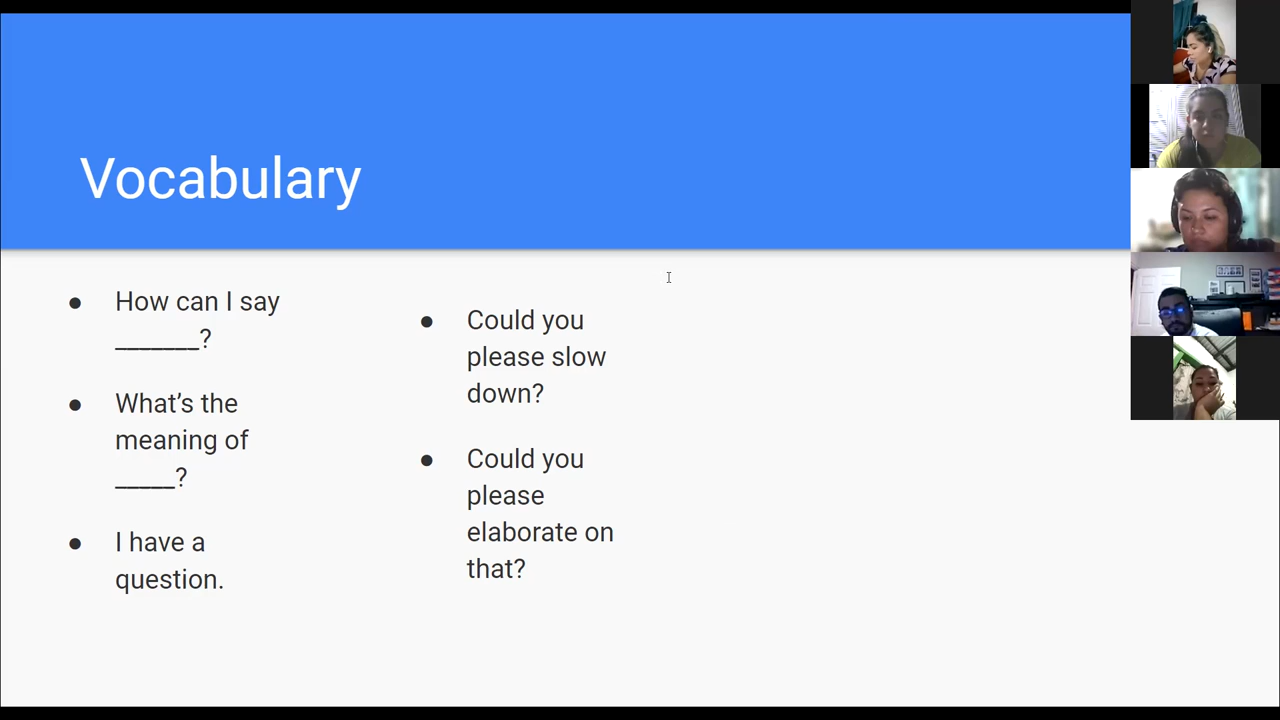 Vocabulary
● How can I say
_______?
● What’s the
meaning of
_____?
● I have a
question.
● Could you
please slow
down?
● Could you
please
elaborate on
that?